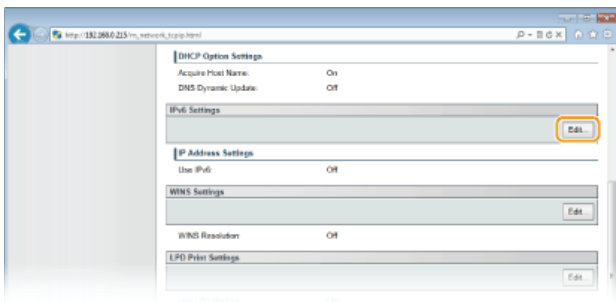 http://192.168.0.215/m_network_tcpip.html
DHCP Option Settings
Acquire Host Name: On
DNS Dynamic Update: Off
IPv6 Settings
Edit...
IP Address Settings
Use IPv6: Off
WINS Settings
Edit...
WINS Resolution: Off
LPD Print Settings
Edit...